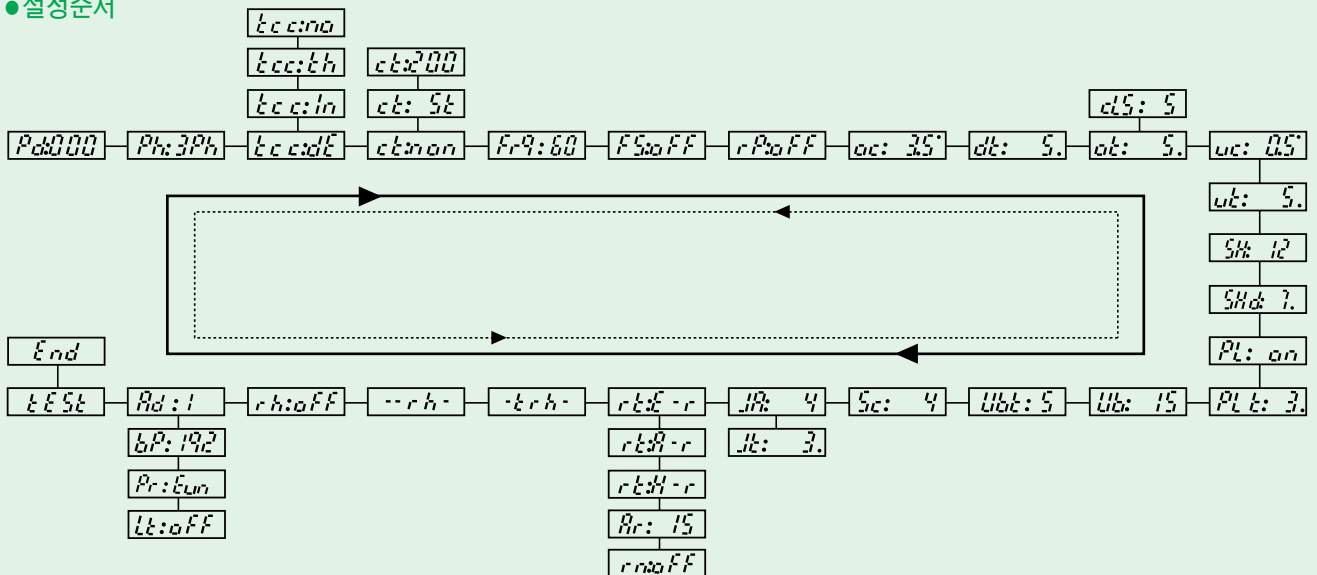 ●설정순서
tcc:no
tcc:th
ct:200
tcc:In
ct: St
cLS: 5
Pd:000
Ph:3Ph
tcc:dE
ct:non
Frq:60
FS:oFF
rP:oFF
oc: 3.5
dt: 5.
ot: 5.
uc: 0.5
ut: 5.
SH: 12
SHd: 7.
PL: on
End
tESt
Ad:1
rh:oFF
--rh-
-trh-
rt:E-r
JA: 4
Sc: 4
Ubt:5
Ub: 15
PLt: 3.
bP:192
rt:A-r
Jt: 3.
Pr:Eun
rt:H-r
Lt:oFF
Ar: 15
rn:oFF